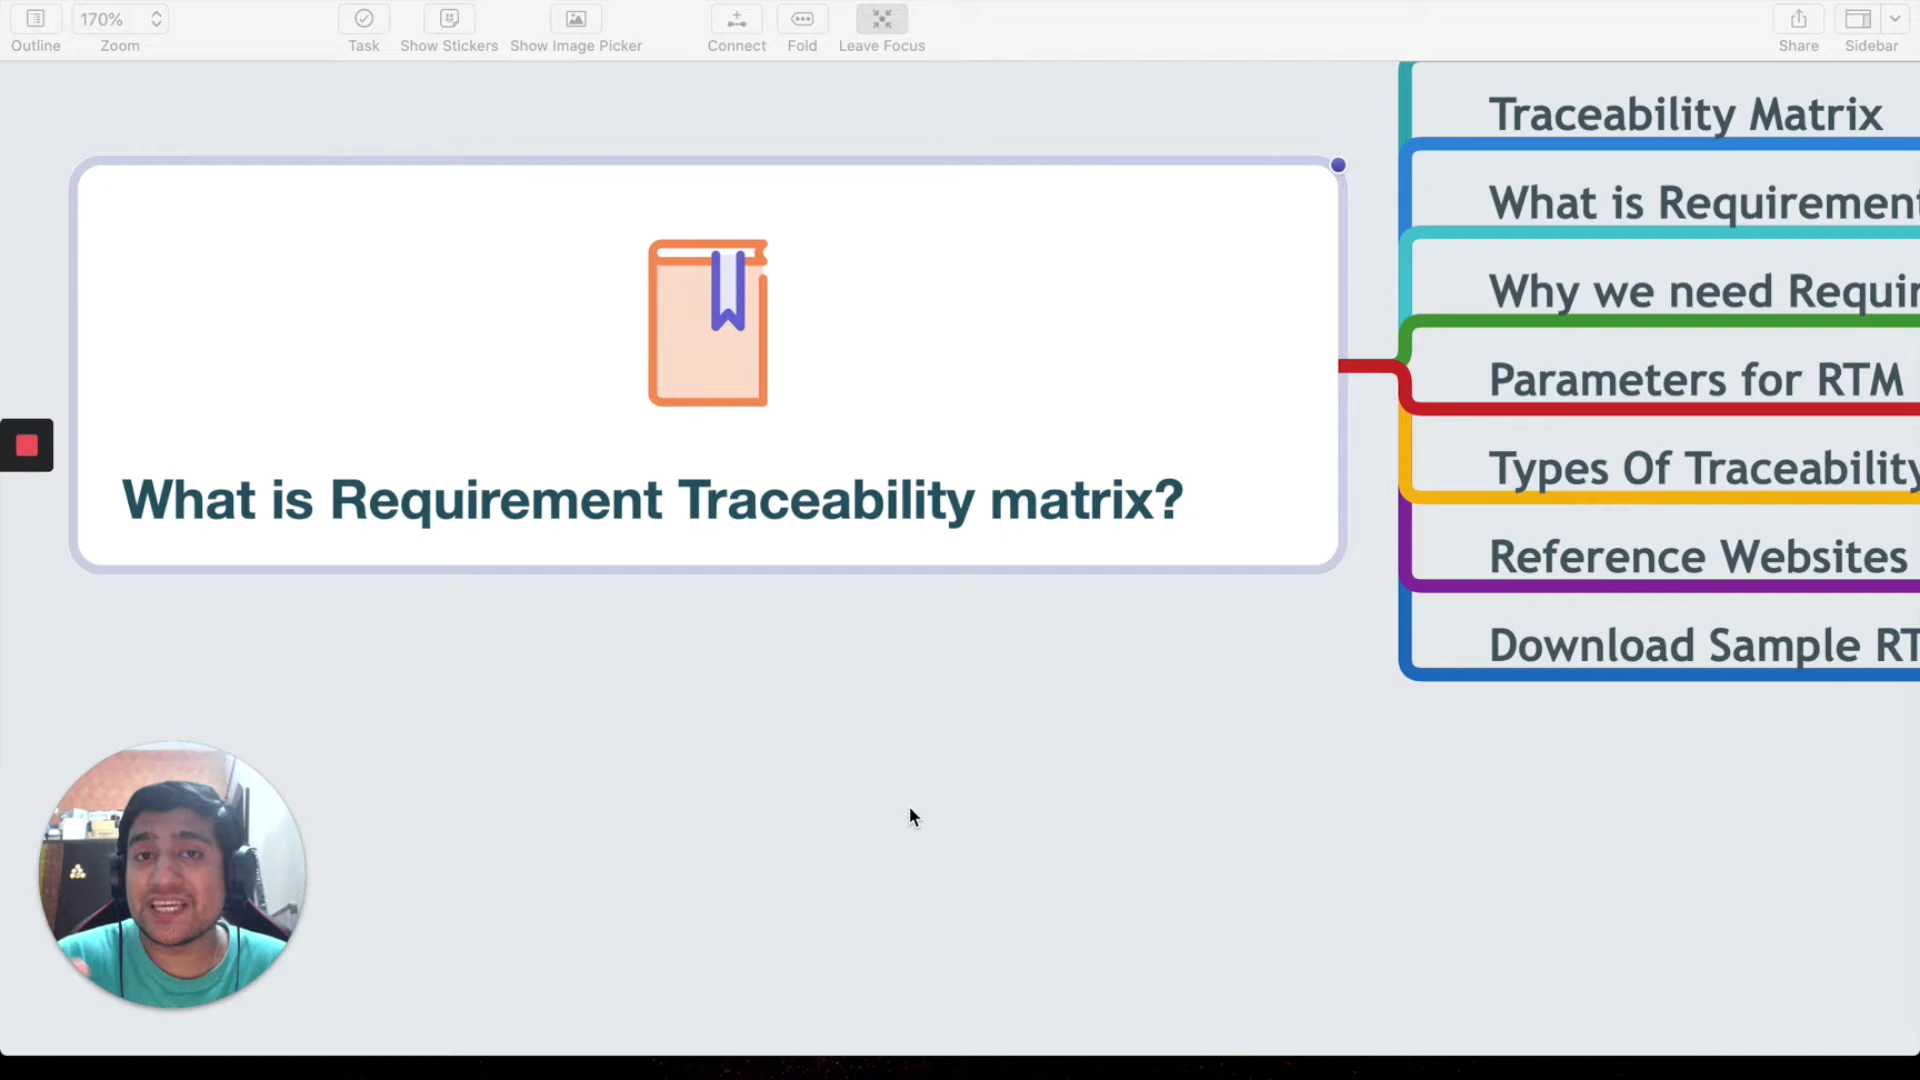 170%
Outline
Zoom
Task
Show Stickers
Show Image Picker
Connect
Fold
Leave Focus
Share
Sidebar
What is Requirement Traceability matrix?
Traceability Matrix
What is Requirement
Why we need Requir
Parameters for RTM
Types Of Traceability
Reference Websites
Download Sample RT